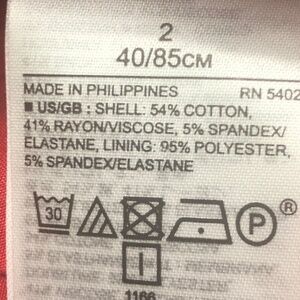 2
40/85CM
MADE IN PHILIPPINES RN 5402
■ US/GB : SHELL: 54% COTTON,
41% RAYON/VISCOSE, 5% SPANDEX/
ELASTANE, LINING: 95% POLYESTER,
5% SPANDEX/ELASTANE
30 P ®
1166